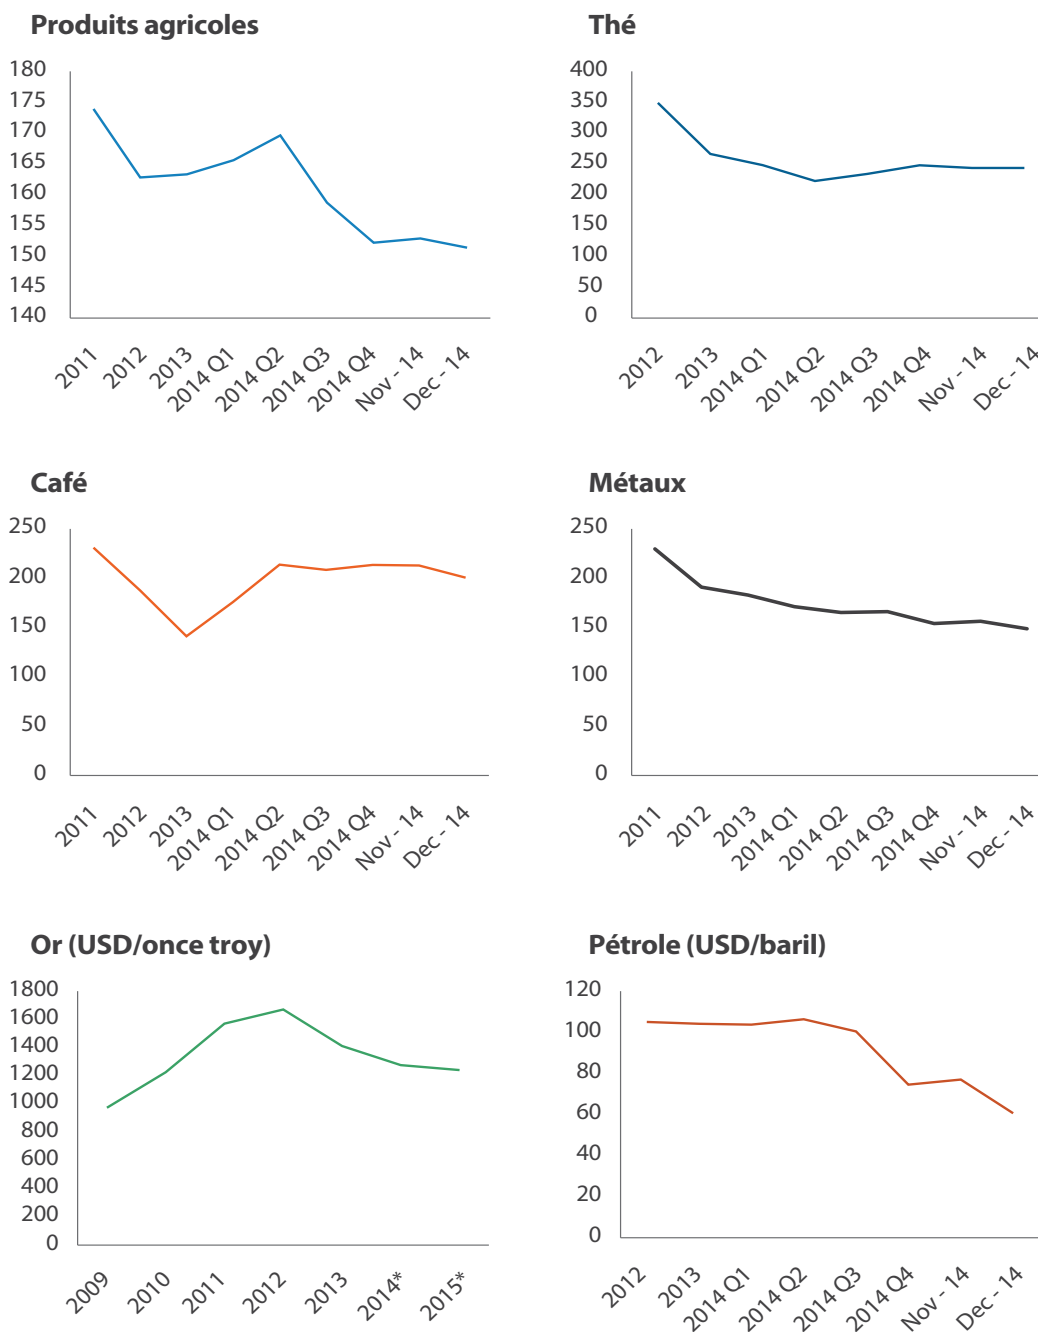 Produits agricoles
180
175
170
165
160
155
150
145
140
2011
2012
2013
2014 Q1
2014 Q2
2014 Q3
2014 Q4
Nov - 14
Dec - 14
Thé
400
350
300
250
200
150
100
50
0
2012
2013
2014 Q1
2014 Q2
2014 Q3
2014 Q4
Nov - 14
Dec - 14
Café
250
200
150
100
50
0
2011
2012
2013
2014 Q1
2014 Q2
2014 Q3
2014 Q4
Nov - 14
Dec - 14
Métaux
250
200
150
100
50
0
2011
2012
2013
2014 Q1
2014 Q2
2014 Q3
2014 Q4
Nov - 14
Dec - 14
Or (USD/once troy)
1800
1600
1400
1200
1000
800
600
400
200
0
2009
2010
2011
2012
2013
2014*
2015*
Pétrole (USD/baril)
120
100
80
60
40
20
0
2012
2013
2014 Q1
2014 Q2
2014 Q3
2014 Q4
Nov - 14
Dec - 14